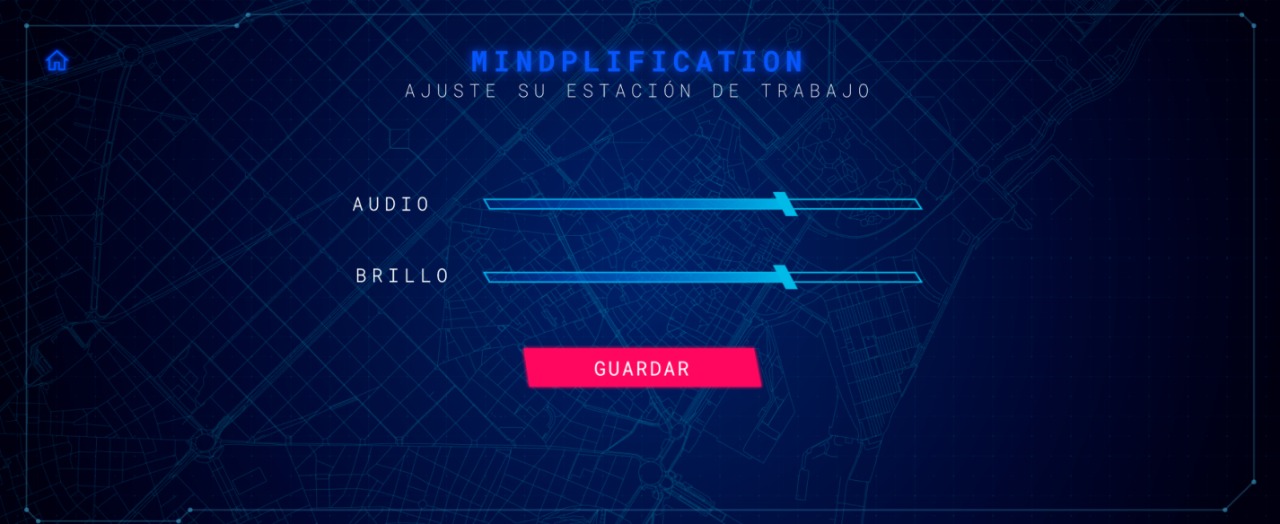 MINDPLIFICATION
AJUSTE SU ESTACIÓN DE TRABAJO
AUDIO
BRILLO
GUARDAR